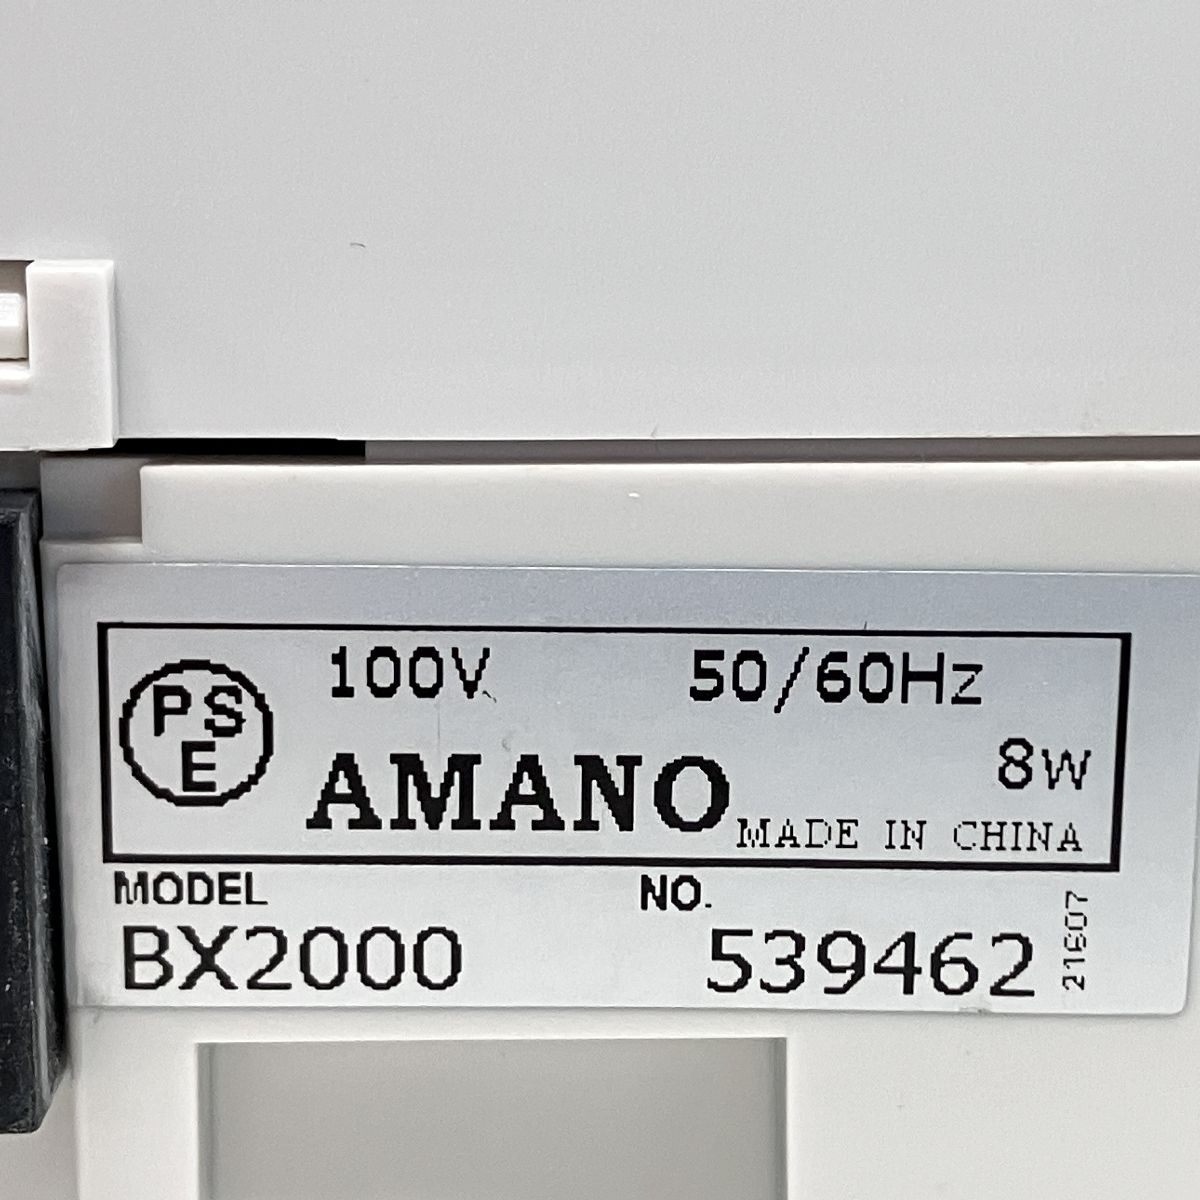 PS
E
100V 50/60Hz
8W
AMANO MADE IN CHINA
MODEL NO.
BX2000 539462
21607